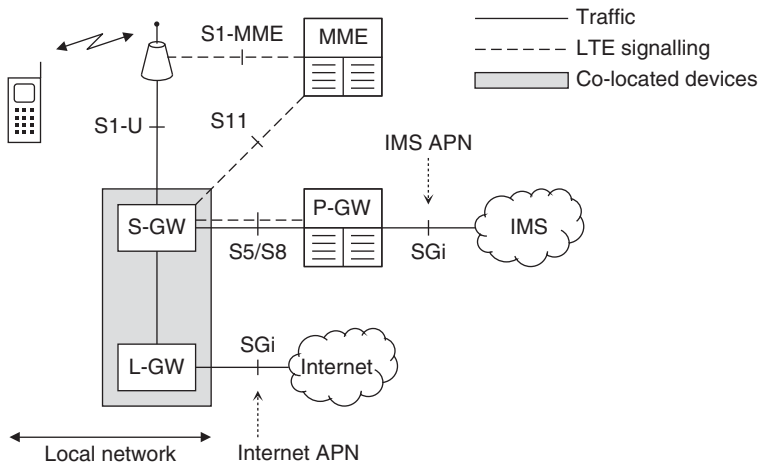 Traffic
LTE signalling
Co-located devices
S1-MME
MME
S1-U
S11
IMS APN
S-GW
P-GW
IMS
S5/S8
SGi
L-GW
SGi
Internet
Local network
Internet APN